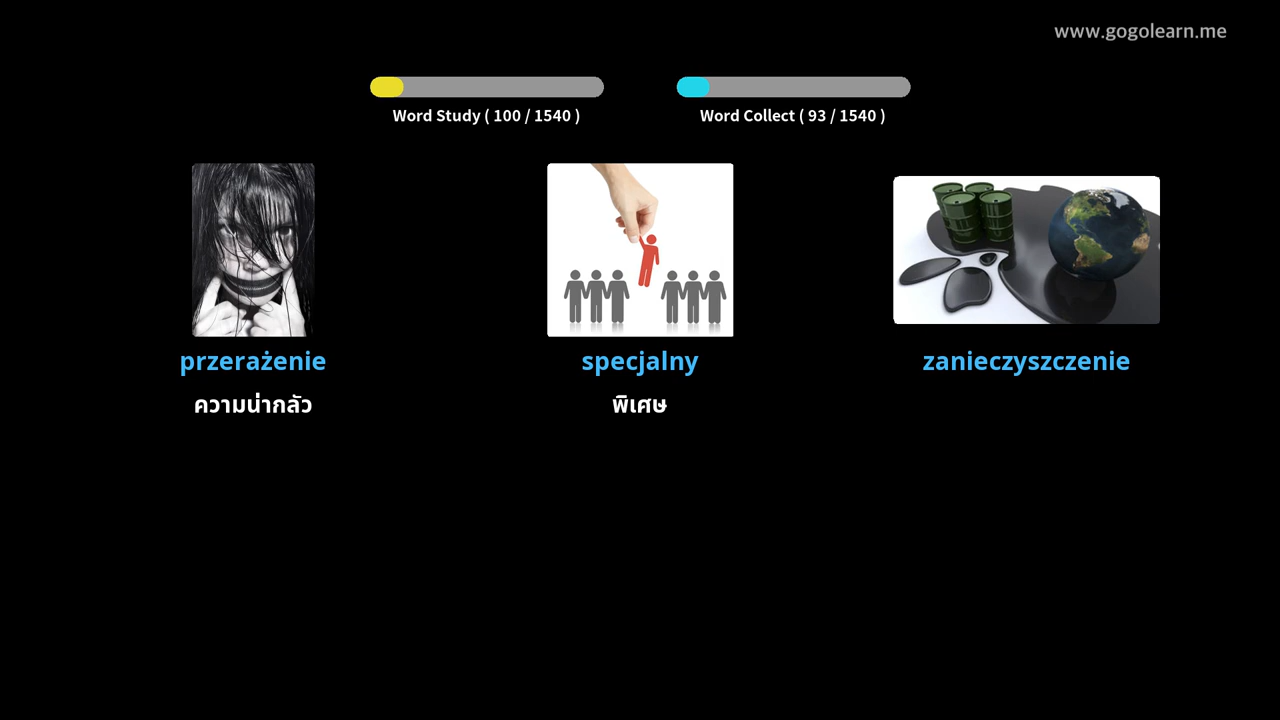 www.gogolearn.me
Word Study ( 100 / 1540 )
Word Collect ( 93 / 1540 )
przerażenie
specjalny
zanieczyszczenie
ความน่ากลัว
พิเศษ